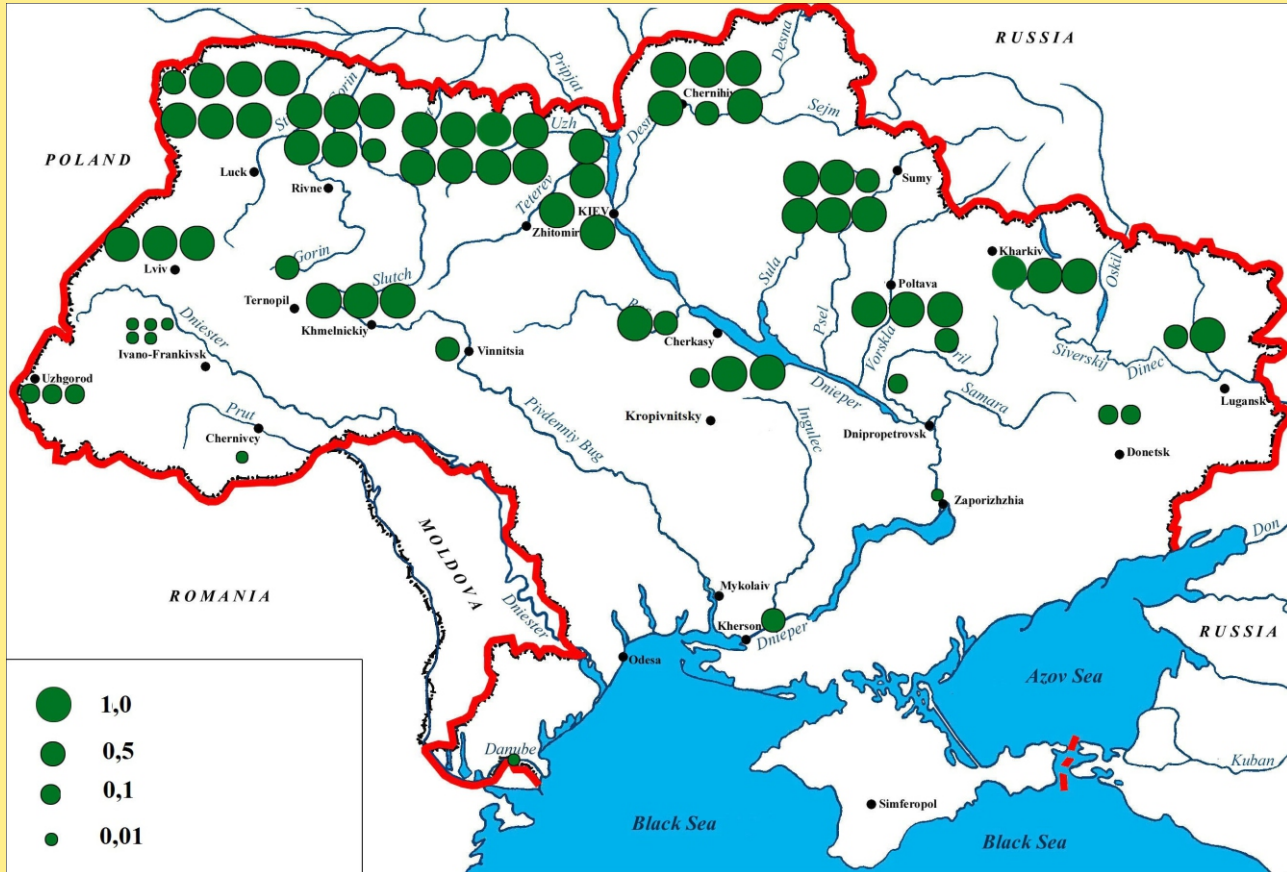 RUSSIA
Desna
Pripjat
Gorin
Chernihiv
Sejm
Desna
Uzh
POLAND
Luck
Rivne
Sumy
Teterev
KIEV
Zhitomir
Kharkiv
Oskil
Gorin
Lviv
Slutch
Sula
Psel
Poltava
Vorskla
Ternopil
Khmelnickiy
Dniester
Vinnitsia
Cherkasy
Siverskij
Dinec
Ivano-Frankivsk
Uzhgorod
Lugansk
Dnieper
Samara
Prut
Chernivcy
Pivdenniy Bug
Kropivnitsky
Ingulec
Dnipropetrovsk
Donetsk
Zaporizhzhia
MOLDOVA
Don
ROMANIA
Mykolaiv
Dniester
Kherson
Dnieper
RUSSIA
Odesa
Azov Sea
1,0
0,5
0,1
0,01
Danube
Kuban
Simferopol
Black Sea
Black Sea